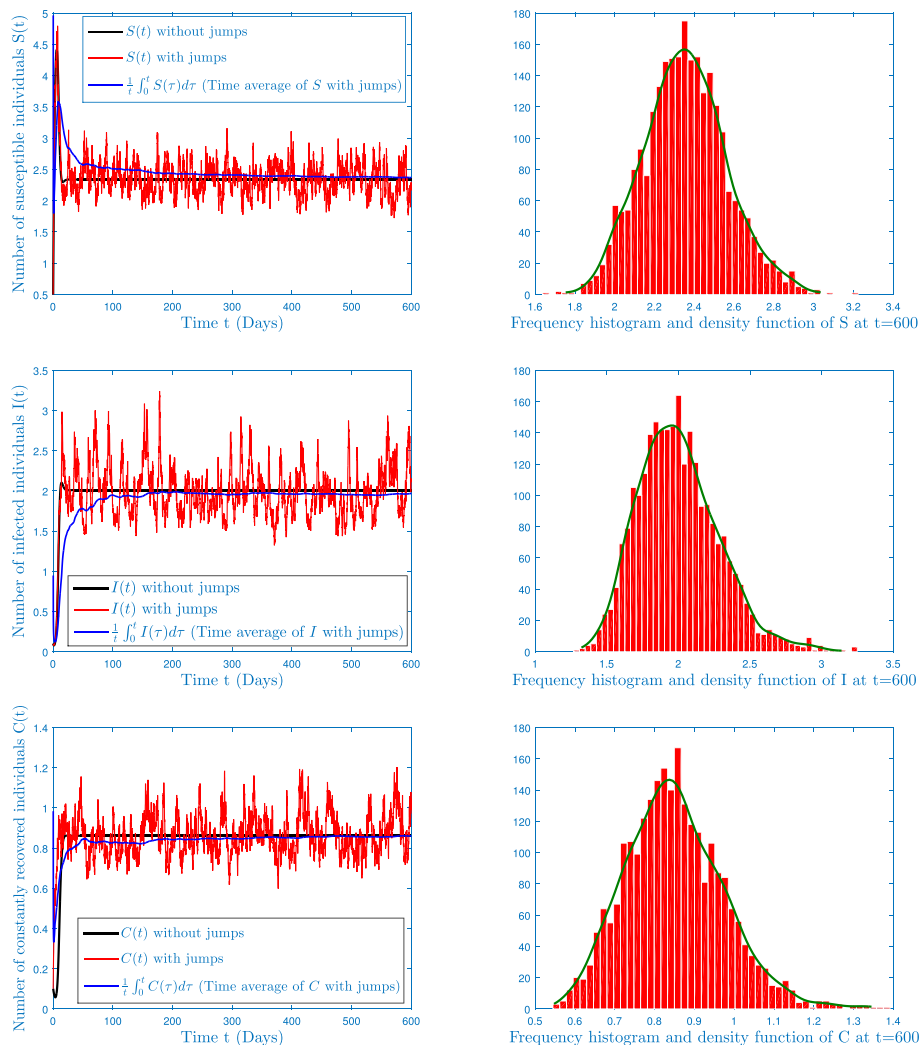 Number of susceptible individuals S(t)
5
4.5
4
3.5
3
2.5
2
1.5
1
0.5
S(t) without jumps
S(t) with jumps
1/t ∫₀ᵗ S(τ)dτ (Time average of S with jumps)
0 100 200 300 400 500 600
Time t (Days)
180
160
140
120
100
80
60
40
20
0
1.6 1.8 2 2.2 2.4 2.6 2.8 3 3.2 3.4
Frequency histogram and density function of S at t=600
Number of infected individuals I(t)
3.5
3
2.5
2
1.5
1
0.5
0
I(t) without jumps
I(t) with jumps
1/t ∫₀ᵗ I(τ)dτ (Time average of I with jumps)
0 100 200 300 400 500 600
Time t (Days)
180
160
140
120
100
80
60
40
20
0
1 1.5 2 2.5 3 3.5
Frequency histogram and density function of I at t=600
Number of constantly recovered individuals C(t)
1.4
1.2
1
0.8
0.6
0.4
0.2
0
C(t) without jumps
C(t) with jumps
1/t ∫₀ᵗ C(τ)dτ (Time average of C with jumps)
0 100 200 300 400 500 600
Time t (Days)
180
160
140
120
100
80
60
40
20
0
0.5 0.6 0.7 0.8 0.9 1 1.1 1.2 1.3 1.4
Frequency histogram and density function of C at t=600